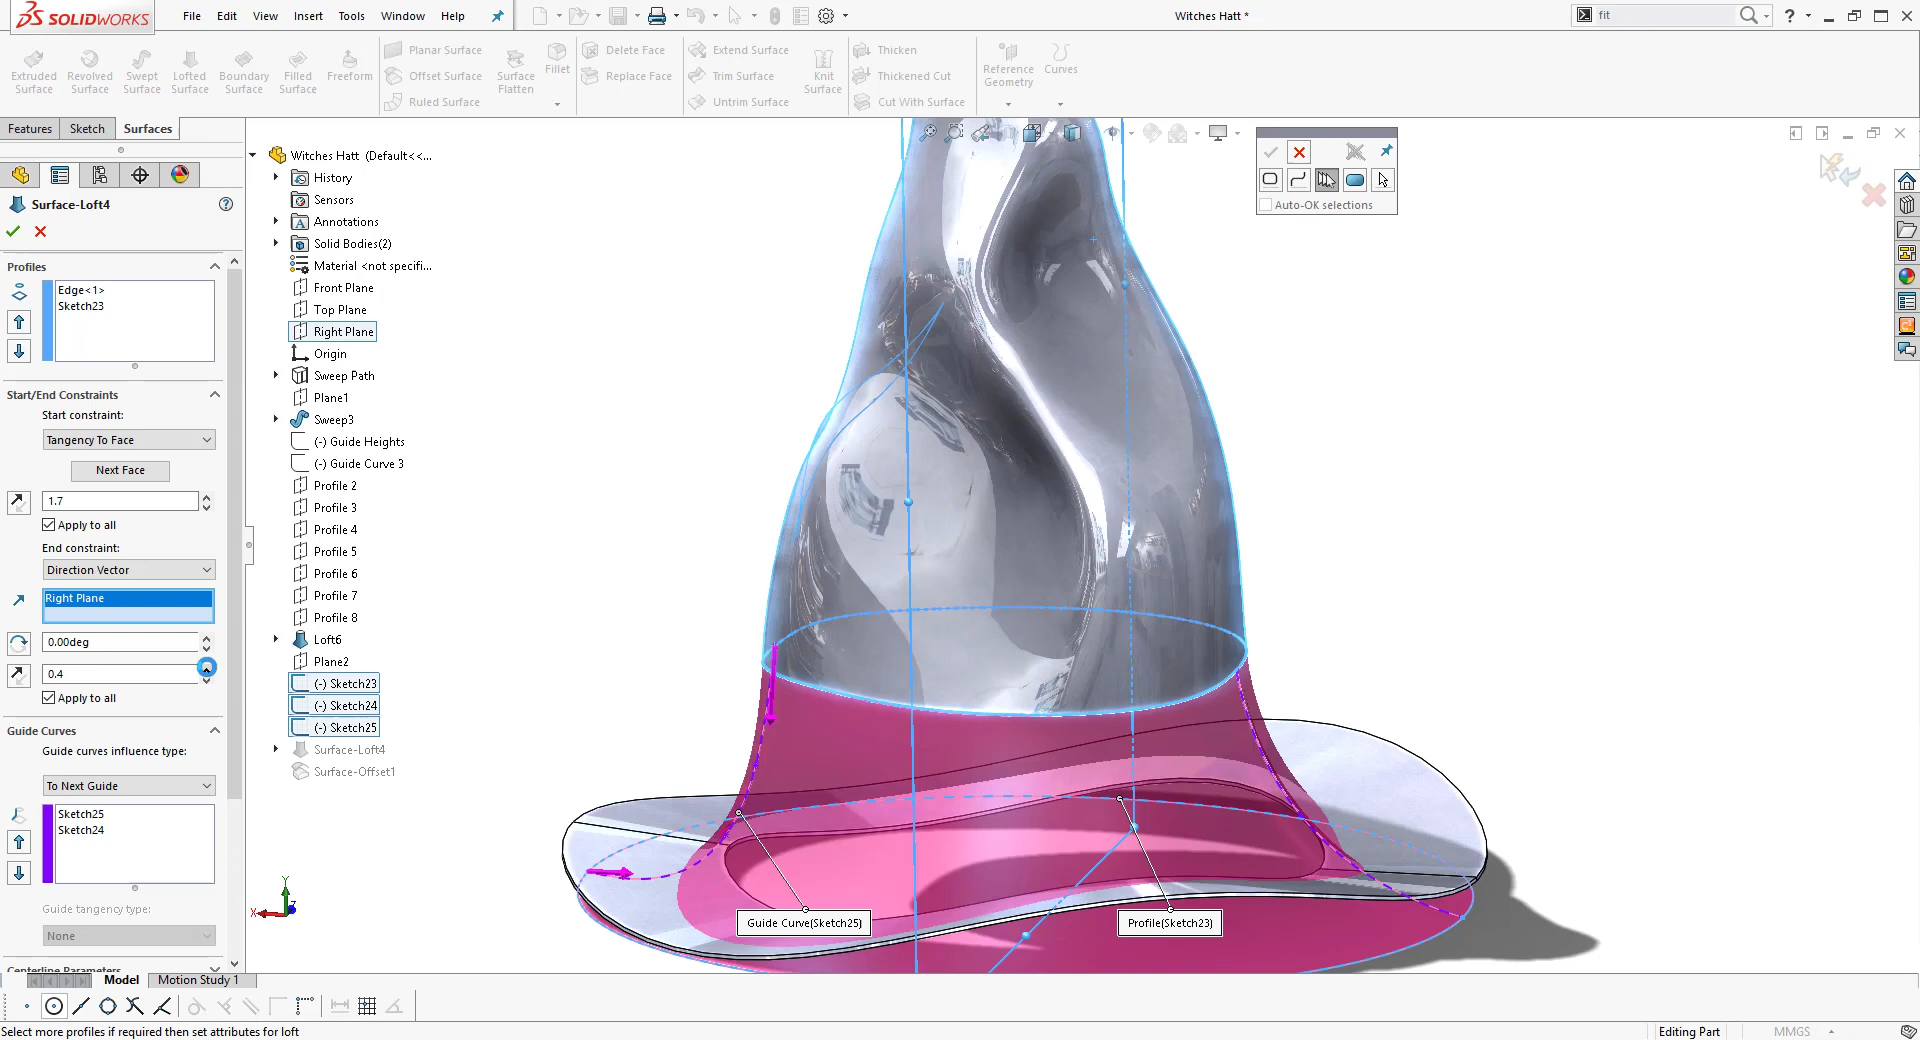 SOLIDWORKS
File Edit View Insert Tools Window Help
Witches Hatt *
fit
Extruded Surface
Revolved Surface
Swept Surface
Lofted Surface
Boundary Surface
Filled Surface
Freeform
Planar Surface
Offset Surface
Ruled Surface
Surface Flatten
Fillet
Delete Face
Replace Face
Extend Surface
Trim Surface
Untrim Surface
Knit Surface
Thicken
Thickened Cut
Cut With Surface
Reference Geometry
Curves
Features Sketch Surfaces
Surface-Loft4
Profiles
Edge<1>
Sketch23
Start/End Constraints
Start constraint:
Tangency To Face
Next Face
1.7
Apply to all
End constraint:
Direction Vector
Right Plane
0.00deg
0.4
Apply to all
Guide Curves
Guide curves influence type:
To Next Guide
Sketch25
Sketch24
Guide tangency type:
None
Centerline Parameters
Witches Hatt (Default<<...
History
Sensors
Annotations
Solid Bodies(2)
Material <not specifi...
Front Plane
Top Plane
Right Plane
Origin
Sweep Path
Plane1
Sweep3
(-) Guide Heights
(-) Guide Curve 3
Profile 2
Profile 3
Profile 4
Profile 5
Profile 6
Profile 7
Profile 8
Loft6
Plane2
(-) Sketch23
(-) Sketch24
(-) Sketch25
Surface-Loft4
Surface-Offset1
Auto-OK selections
Guide Curve(Sketch25)
Profile(Sketch23)
Y
X
Z
Model Motion Study 1
Select more profiles if required then set attributes for loft
Editing Part
MMGS